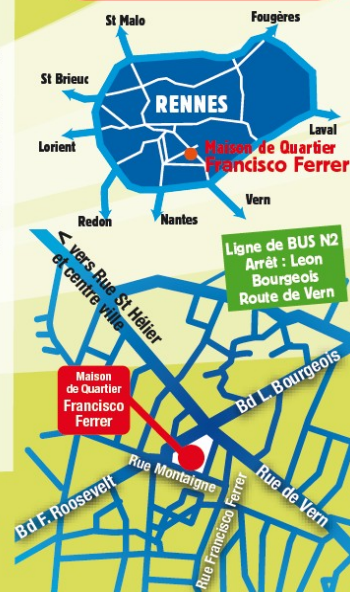 St Malo
Fougères
St Brieuc
RENNES
Laval
Lorient
Maison de Quartier
Francisco Ferrer
Vern
Redon
Nantes
Ligne de BUS N2
Arrêt : Leon
Bourgeois
Route de Vern
< vers Rue St Hélier
et centre ville
Maison
de Quartier
Francisco
Ferrer
Bd L. Bourgeois
Rue Montaigne
Rue de Vern
Bd F. Roosevelt
Rue Francisco Ferrer